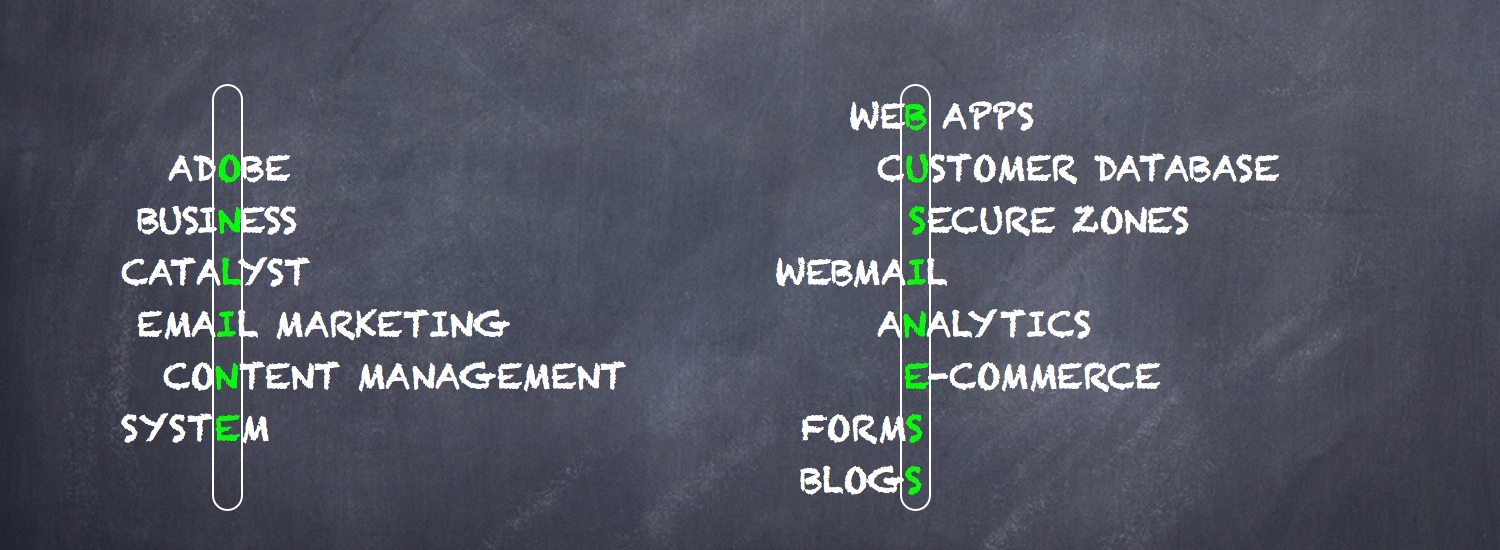 ADOBE
BUSINESS
CATALYST
EMAIL MARKETING
CONTENT MANAGEMENT
SYSTEM
WEB APPS
CUSTOMER DATABASE
SECURE ZONES
WEBMAIL
ANALYTICS
E-COMMERCE
FORMS
BLOGS